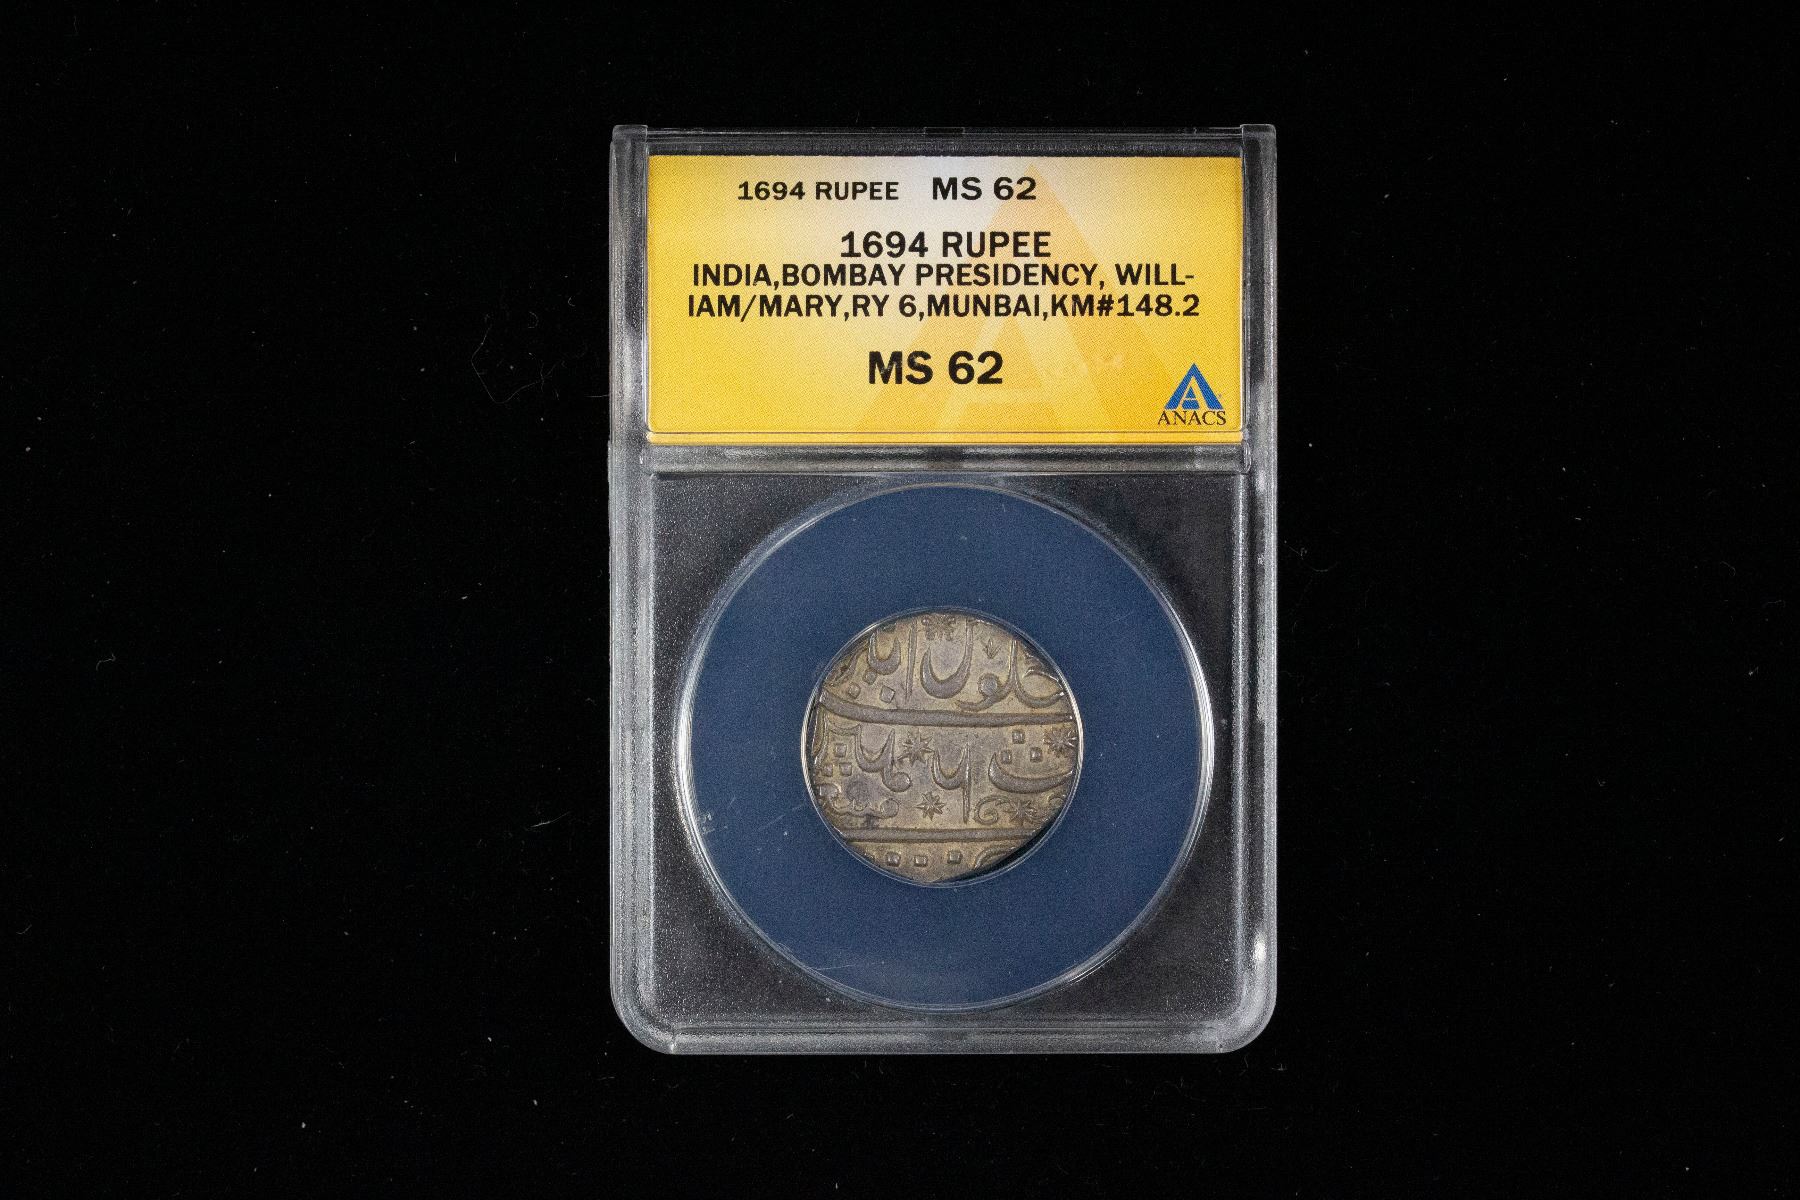 1694 RUPEE MS 62
1694 RUPEE
INDIA,BOMBAY PRESIDENCY, WILL-
IAM/MARY,RY 6,MUNBAI,KM#148.2
MS 62
ANACS
جلوس